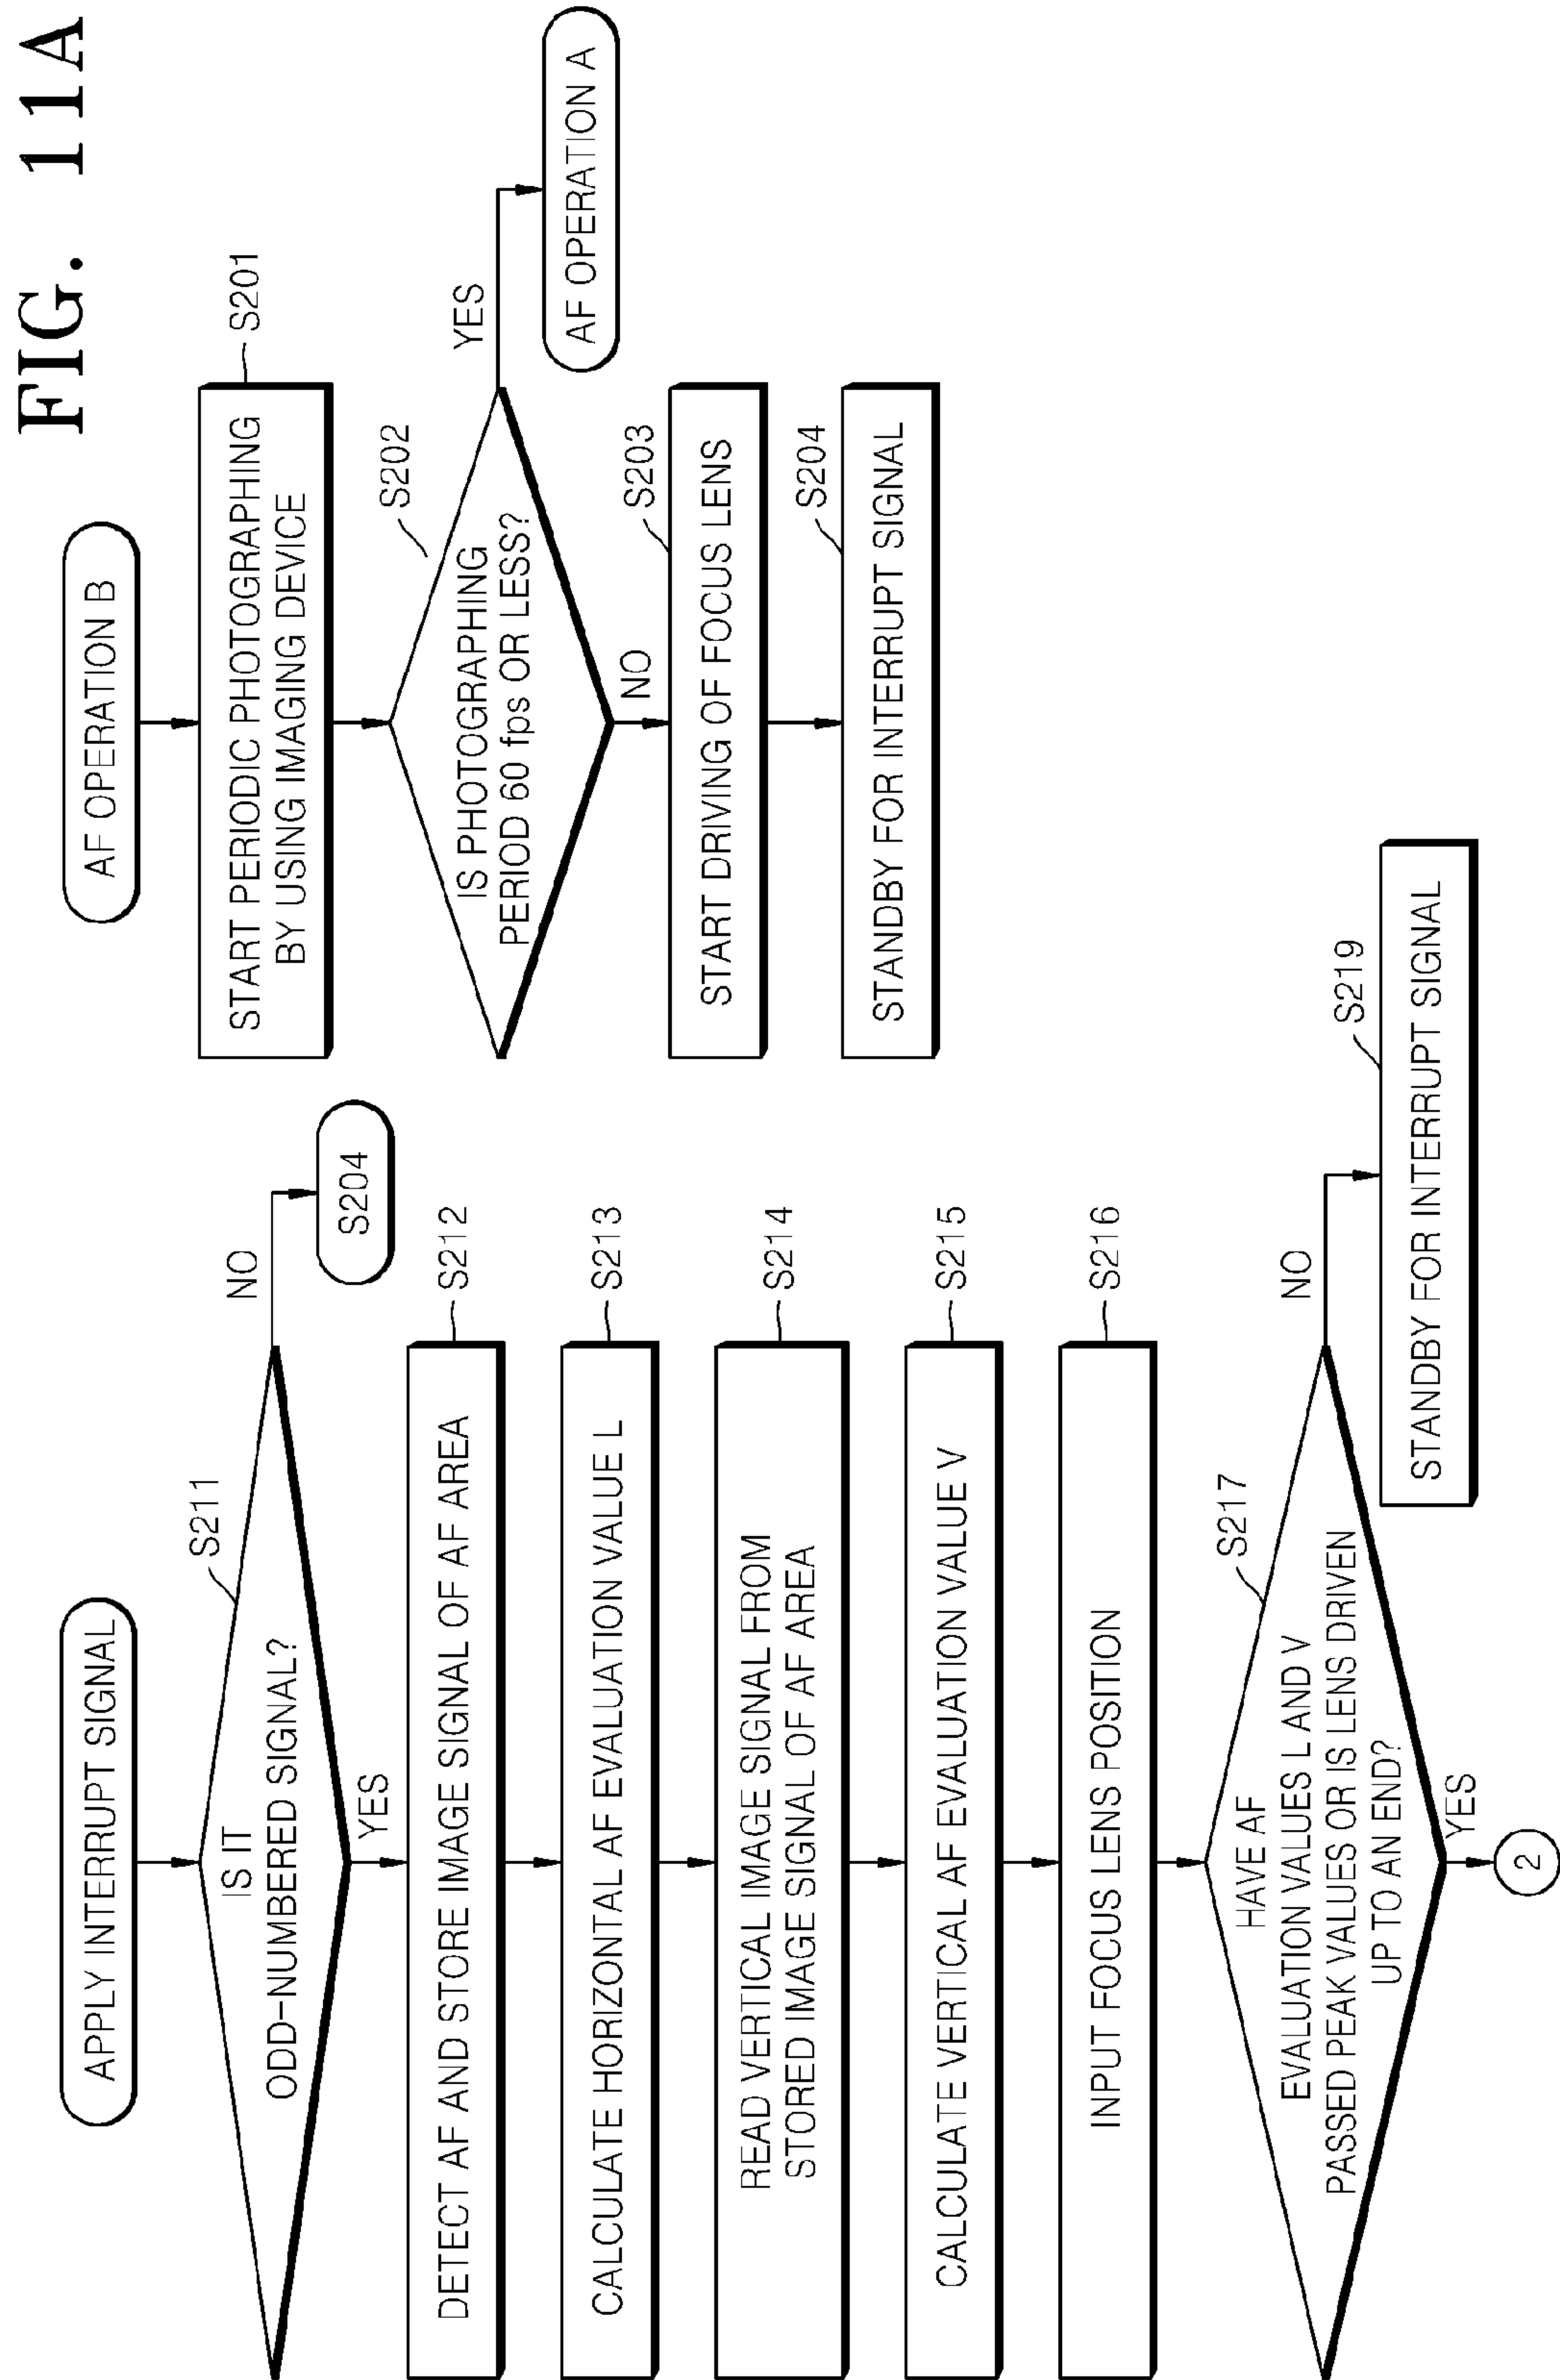 FIG. 11A
AF OPERATION B
START PERIODIC PHOTOGRAPHING
BY USING IMAGING DEVICE
S201
IS PHOTOGRAPHING
PERIOD 60 fps OR LESS?
S202
YES
AF OPERATION A
NO
START DRIVING OF FOCUS LENS
S203
STANDBY FOR INTERRUPT SIGNAL
S204
APPLY INTERRUPT SIGNAL
IS IT
ODD-NUMBERED SIGNAL?
S211
NO
S204
YES
DETECT AF AND STORE IMAGE SIGNAL OF AF AREA
S212
CALCULATE HORIZONTAL AF EVALUATION VALUE L
S213
READ VERTICAL IMAGE SIGNAL FROM
STORED IMAGE SIGNAL OF AF AREA
S214
CALCULATE VERTICAL AF EVALUATION VALUE V
S215
INPUT FOCUS LENS POSITION
S216
HAVE AF
EVALUATION VALUES L AND V
PASSED PEAK VALUES OR IS LENS DRIVEN
UP TO AN END?
S217
NO
STANDBY FOR INTERRUPT SIGNAL
S219
YES
2